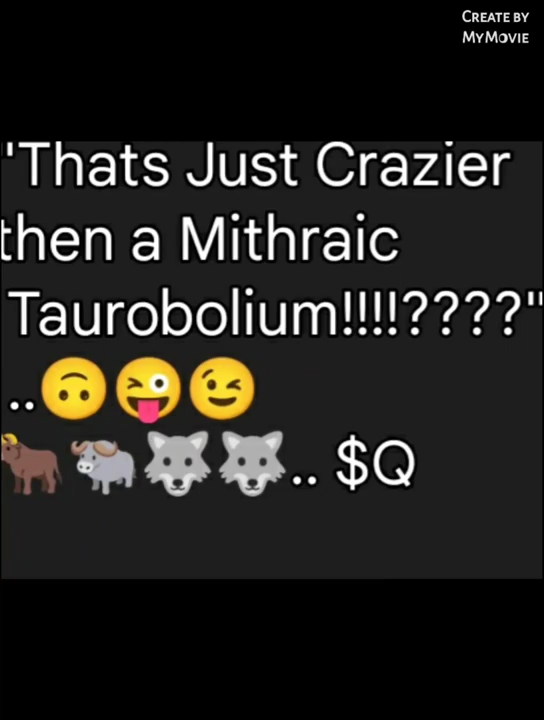 CREATE BY
MYMOVIE
"Thats Just Crazier
then a Mithraic
Taurobolium!!!!????"
..🙃😜😉
🐂🐃🐺🐺.. $Q